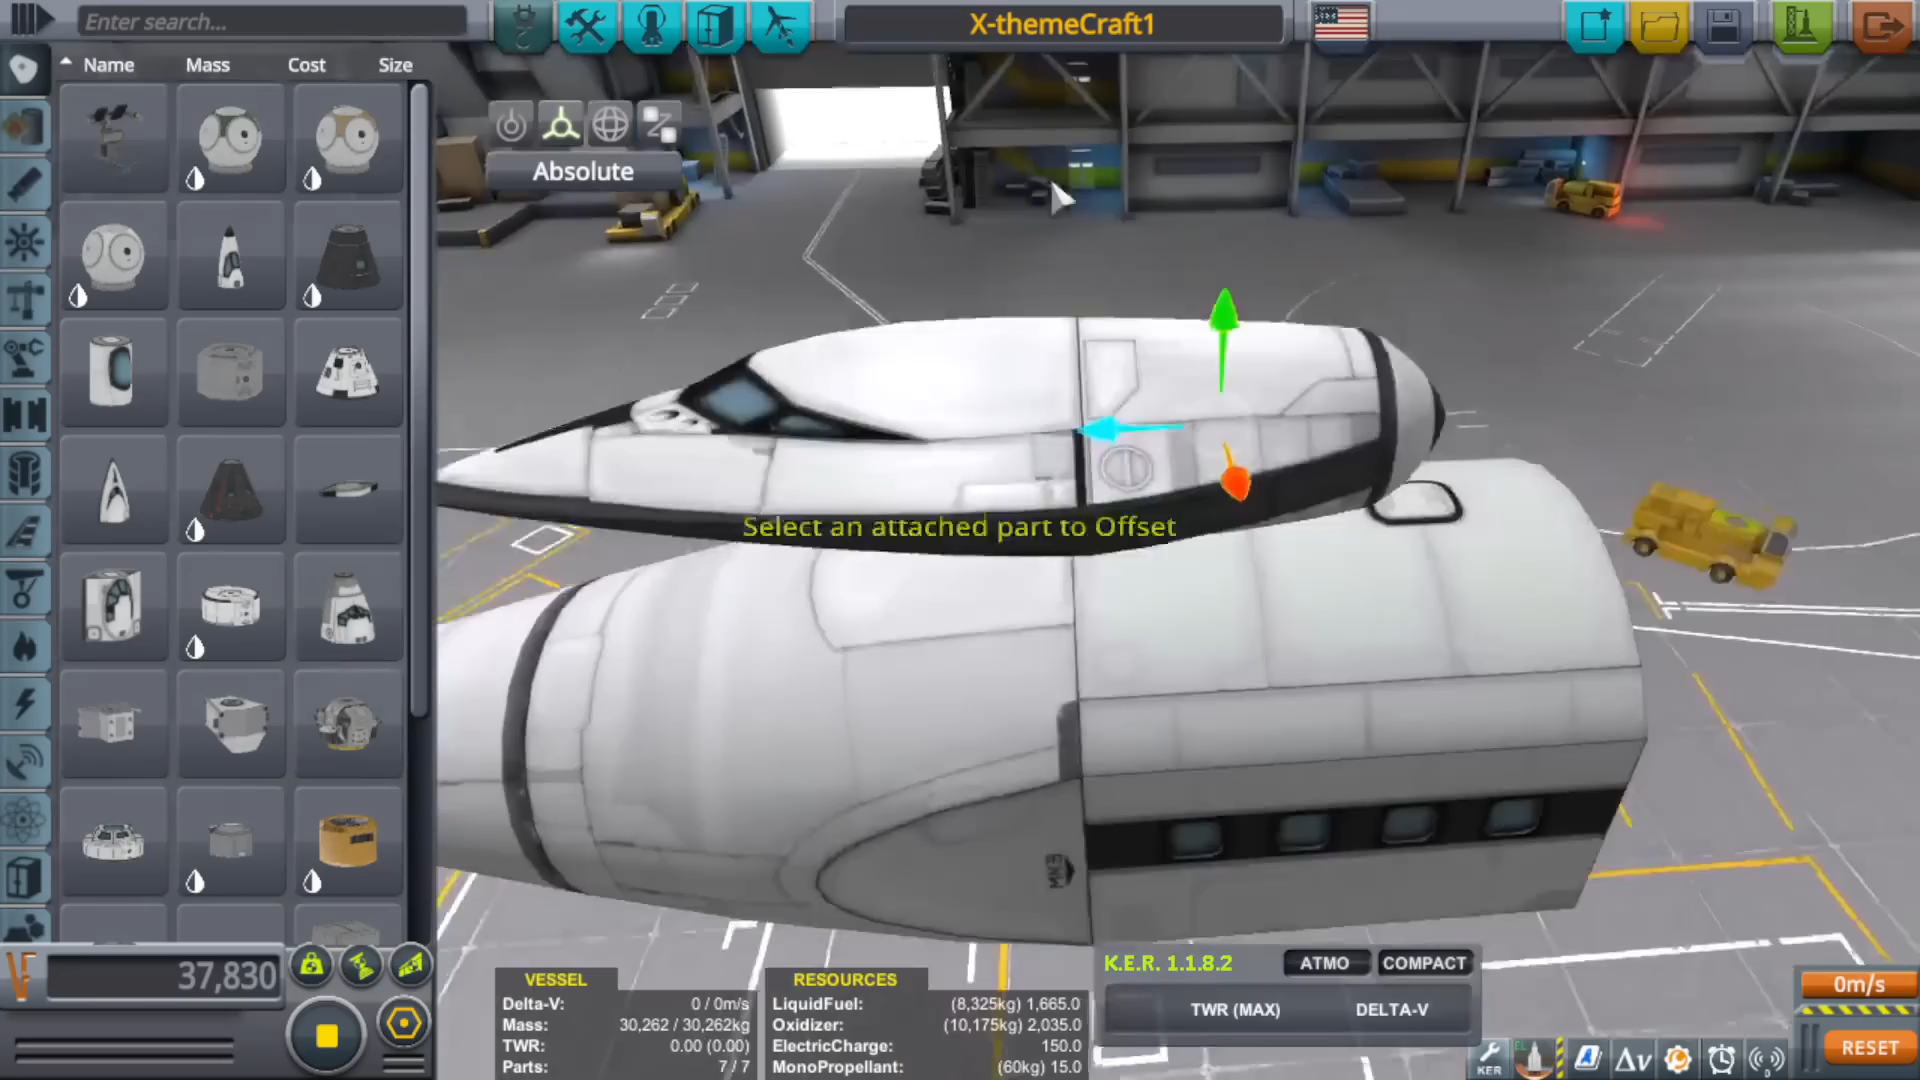 Enter search...
X-themeCraft1
Name Mass Cost Size
Absolute
Select an attached part to Offset
MK3
37,830
VESSEL
Delta-V: 0 / 0m/s
Mass: 30,262 / 30,262kg
TWR: 0.00 (0.00)
Parts: 7 / 7
RESOURCES
LiquidFuel: (8,325kg) 1,665.0
Oxidizer: (10,175kg) 2,035.0
ElectricCharge: 150.0
MonoPropellant: (60kg) 15.0
K.E.R. 1.1.8.2 ATMO COMPACT
TWR (MAX) DELTA-V
0m/s
RESET
KER
EL
A
Δv
D